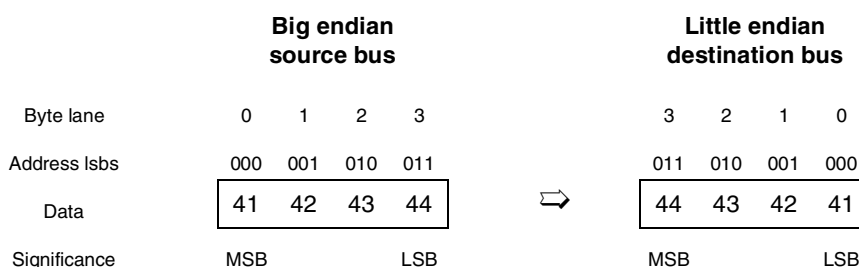 Big endian source bus
Little endian destination bus
Byte lane 0 1 2 3 3 2 1 0
Address lsbs 000 001 010 011 011 010 001 000
Data 41 42 43 44 44 43 42 41
Significance MSB LSB MSB LSB